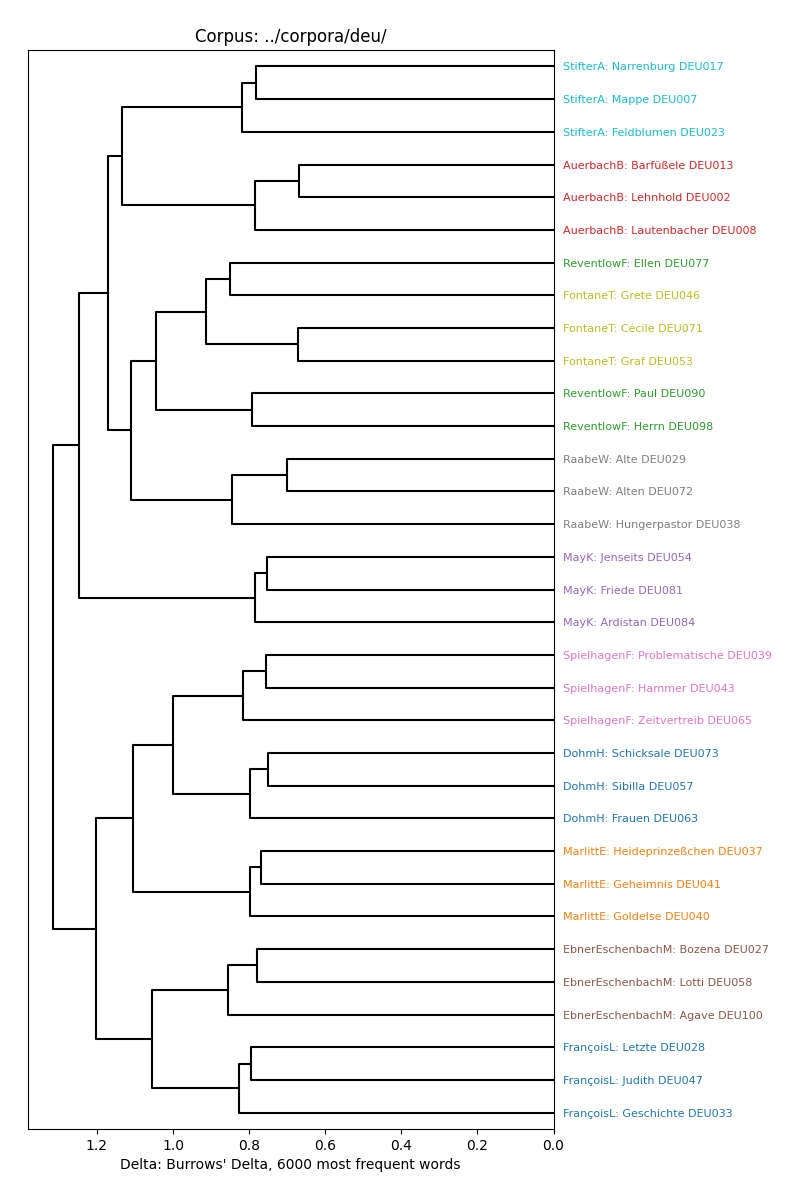 Corpus: ../corpora/deu/
StifterA: Narrenburg DEU017
StifterA: Mappe DEU007
StifterA: Feldblumen DEU023
AuerbachB: Barfüßele DEU013
AuerbachB: Lehnhold DEU002
AuerbachB: Lautenbacher DEU008
ReventlowF: Ellen DEU077
FontaneT: Grete DEU046
FontaneT: Cécile DEU071
FontaneT: Graf DEU053
ReventlowF: Paul DEU090
ReventlowF: Herrn DEU098
RaabeW: Alte DEU029
RaabeW: Alten DEU072
RaabeW: Hungerpastor DEU038
MayK: Jenseits DEU054
MayK: Friede DEU081
MayK: Ardistan DEU084
SpielhagenF: Problematische DEU039
SpielhagenF: Hammer DEU043
SpielhagenF: Zeitvertreib DEU065
DohmH: Schicksale DEU073
DohmH: Sibilla DEU057
DohmH: Frauen DEU063
MarlittE: Heideprinzeßchen DEU037
MarlittE: Geheimnis DEU041
MarlittE: Goldelse DEU040
EbnerEschenbachM: Bozena DEU027
EbnerEschenbachM: Lotti DEU058
EbnerEschenbachM: Agave DEU100
FrançoisL: Letzte DEU028
FrançoisL: Judith DEU047
FrançoisL: Geschichte DEU033
1.2 1.0 0.8 0.6 0.4 0.2 0.0
Delta: Burrows' Delta, 6000 most frequent words